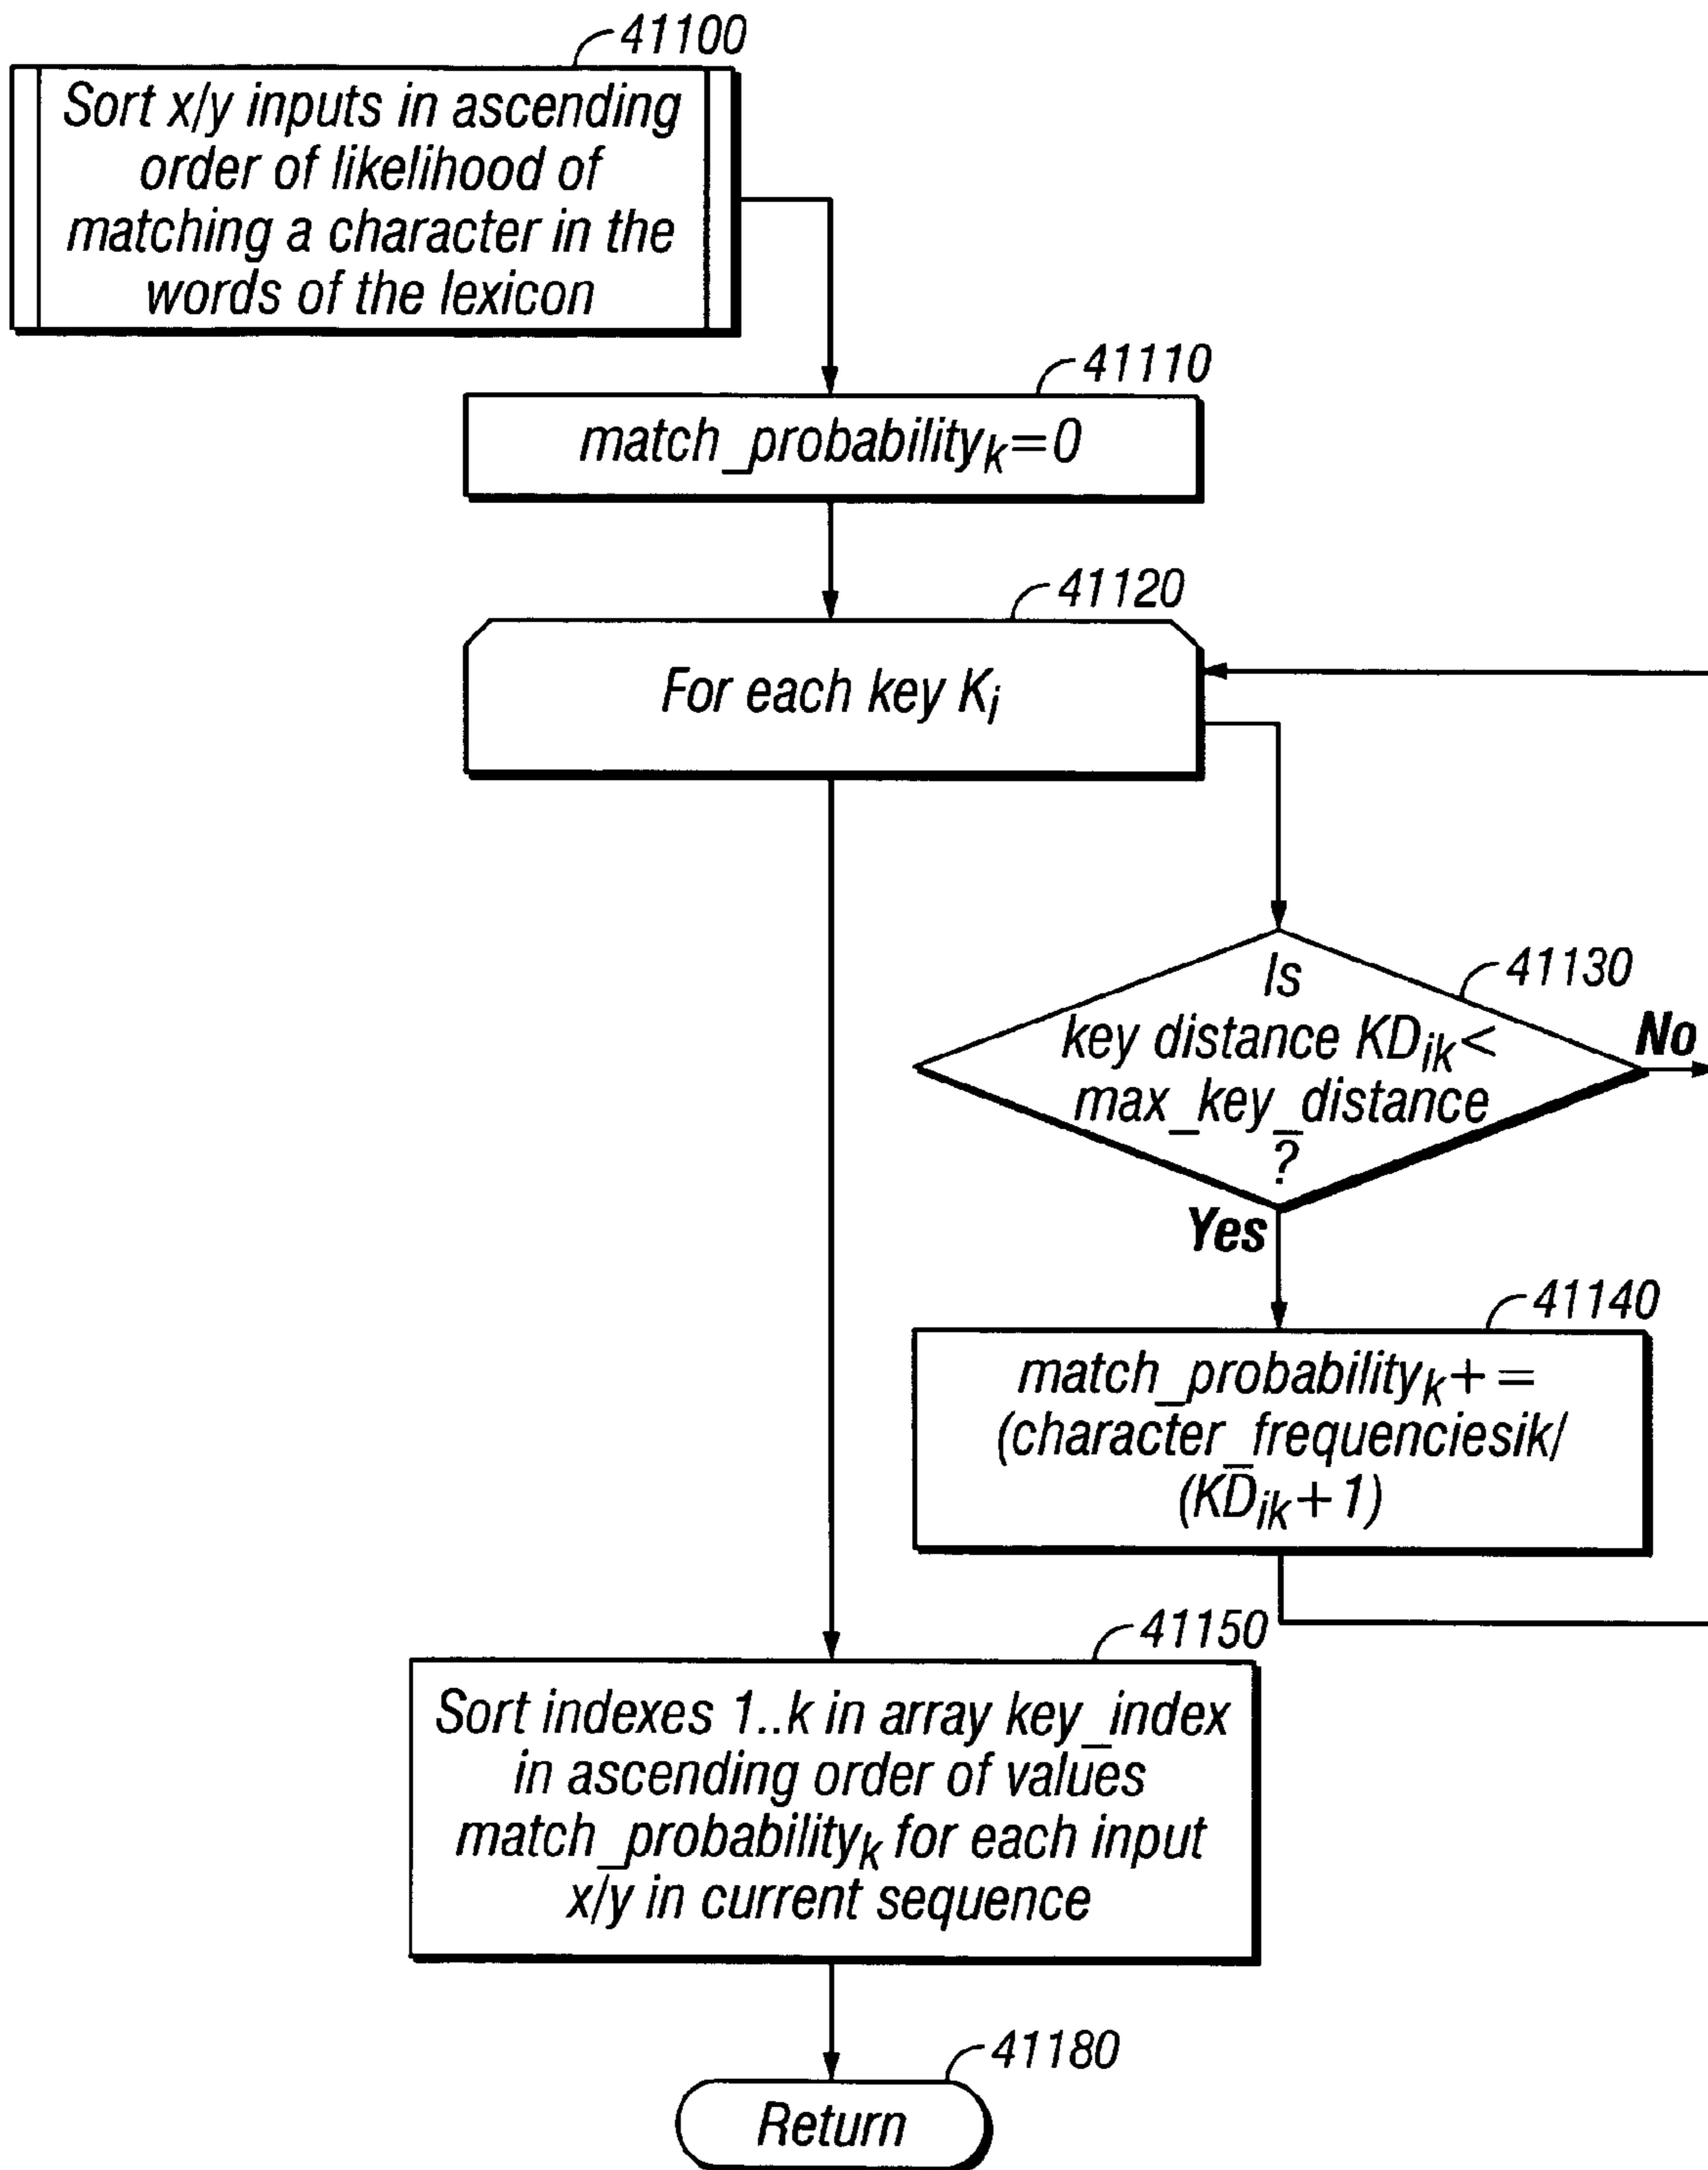 41100
Sort x/y inputs in ascending
order of likelihood of
matching a character in the
words of the lexicon
41110
match_probabilityk=0
41120
For each key Ki
41130
Is
key distance KDik<
max_key_distance
?
No
Yes
41140
match_probabilityk+=
(character_frequenciesik/
(KDik+1)
41150
Sort indexes 1..k in array key_index
in ascending order of values
match_probabilityk for each input
x/y in current sequence
41180
Return